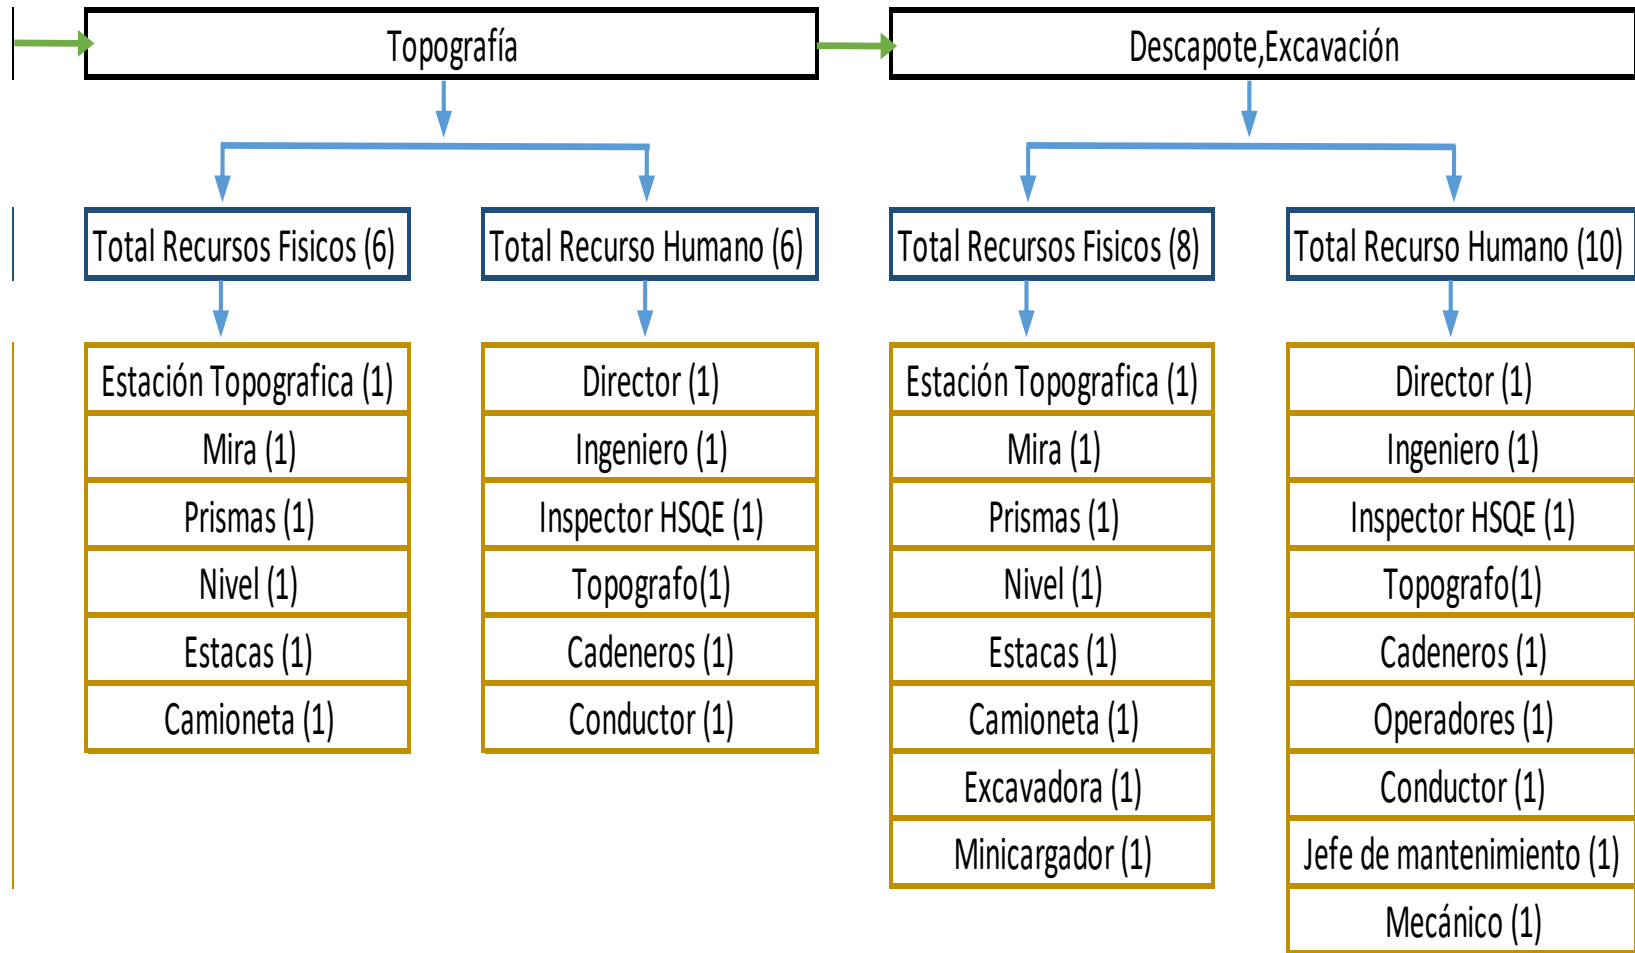 Topografía
Total Recursos Fisicos (6)
Estación Topografica (1)
Mira (1)
Prismas (1)
Nivel (1)
Estacas (1)
Camioneta (1)
Total Recurso Humano (6)
Director (1)
Ingeniero (1)
Inspector HSQE (1)
Topografo(1)
Cadeneros (1)
Conductor (1)
Descapote,Excavación
Total Recursos Fisicos (8)
Estación Topografica (1)
Mira (1)
Prismas (1)
Nivel (1)
Estacas (1)
Camioneta (1)
Excavadora (1)
Minicargador (1)
Total Recurso Humano (10)
Director (1)
Ingeniero (1)
Inspector HSQE (1)
Topografo(1)
Cadeneros (1)
Operadores (1)
Conductor (1)
Jefe de mantenimiento (1)
Mecánico (1)